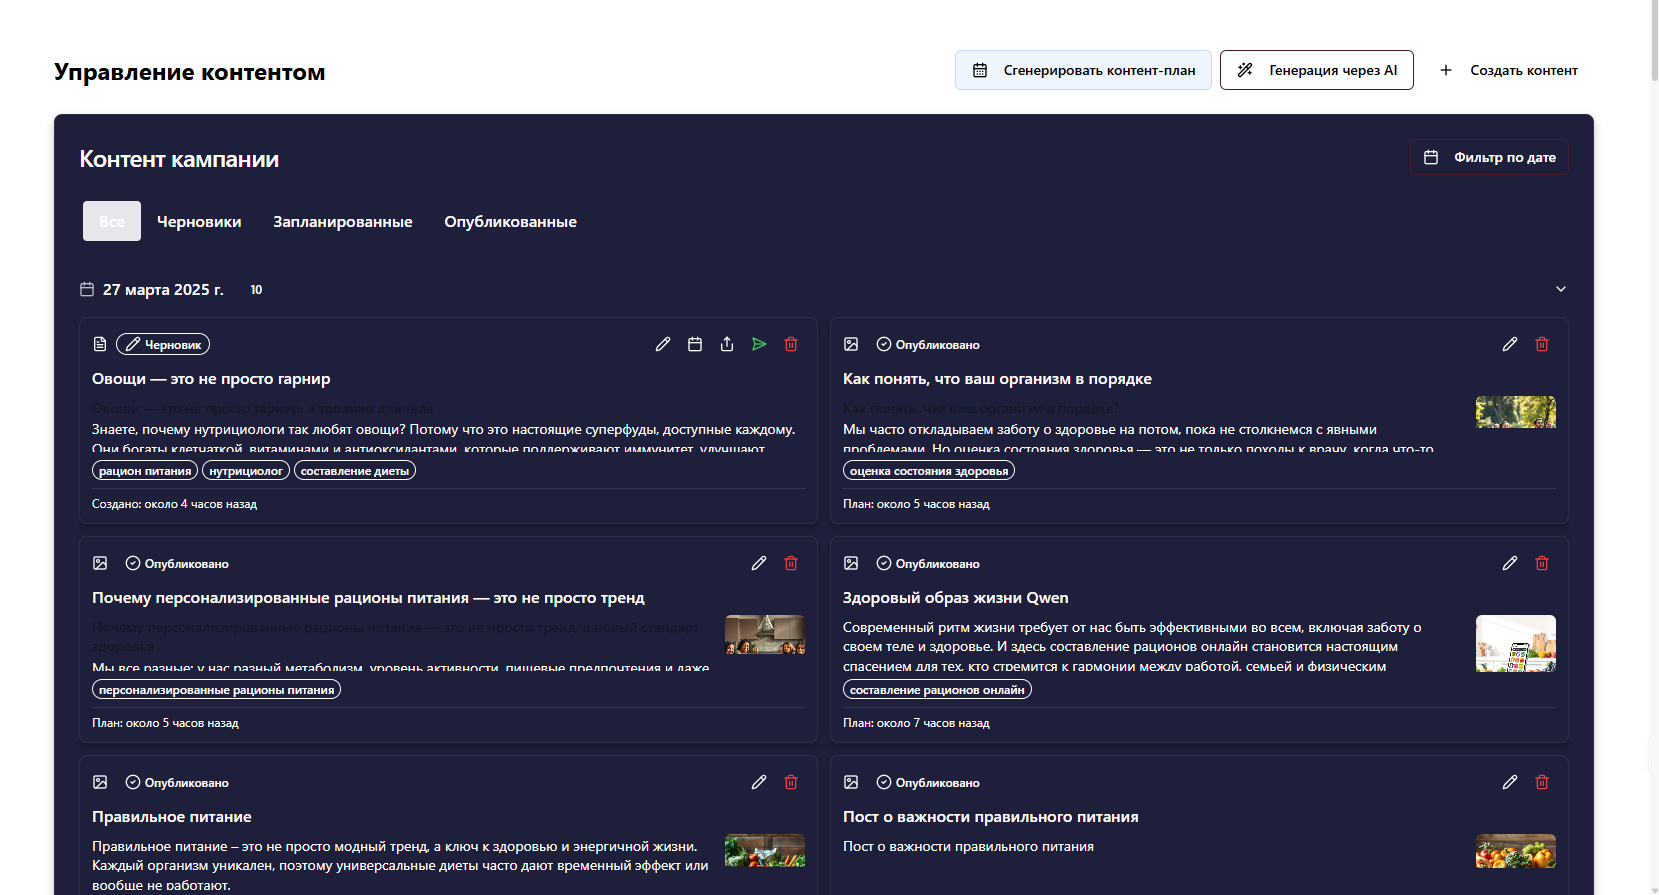 Управление контентом
Сгенерировать контент-план
Генерация через AI
Создать контент
Контент кампании
Фильтр по дате
Все
Черновики
Запланированные
Опубликованные
27 марта 2025 г.
10
Черновик
Овощи — это не просто гарнир
Овощи — это не просто гарнир, а топливо для тела
Знаете, почему нутрициологи так любят овощи? Потому что это настоящие суперфуды, доступные каждому.
Они богаты клетчаткой, витаминами и антиоксидантами, которые поддерживают иммунитет, улучшают
рацион питания
нутрициолог
составление диеты
Создано: около 4 часов назад
Опубликовано
Как понять, что ваш организм в порядке
Как понять, что ваш организм в порядке?
Мы часто откладываем заботу о здоровье на потом, пока не столкнемся с явными
проблемами. Но оценка состояния здоровья — это не только походы к врачу, когда что-то
оценка состояния здоровья
План: около 5 часов назад
Опубликовано
Почему персонализированные рационы питания — это не просто тренд
Почему персонализированные рационы питания — это не просто тренд, а новый стандарт
здоровья
Мы все разные: у нас разный метаболизм, уровень активности, пищевые предпочтения и даже
персонализированные рационы питания
План: около 5 часов назад
Опубликовано
Здоровый образ жизни Qwen
Современный ритм жизни требует от нас быть эффективными во всем, включая заботу о
своем теле и здоровье. И здесь составление рационов онлайн становится настоящим
спасением для тех, кто стремится к гармонии между работой, семьей и физическим
составление рационов онлайн
План: около 7 часов назад
Опубликовано
Правильное питание
Правильное питание – это не просто модный тренд, а ключ к здоровью и энергичной жизни.
Каждый организм уникален, поэтому универсальные диеты часто дают временный эффект или
вообще не работают.
Опубликовано
Пост о важности правильного питания
Пост о важности правильного питания